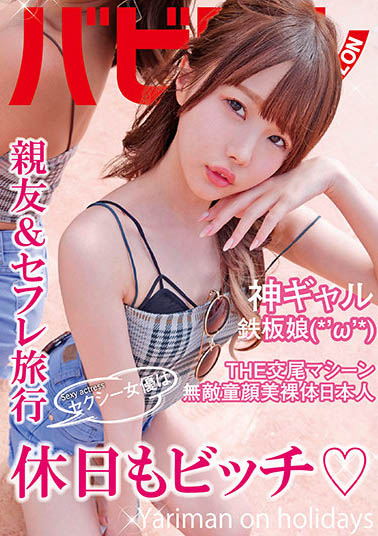 バビ
ON
親友&セフレ旅行
神ギャル
鉄板娘(*'ω'*)
THE交尾マシーン
無敵童顔美裸体日本人
Sexy actress
セクシー女優は
休日もビッチ♡
Yariman on holidays